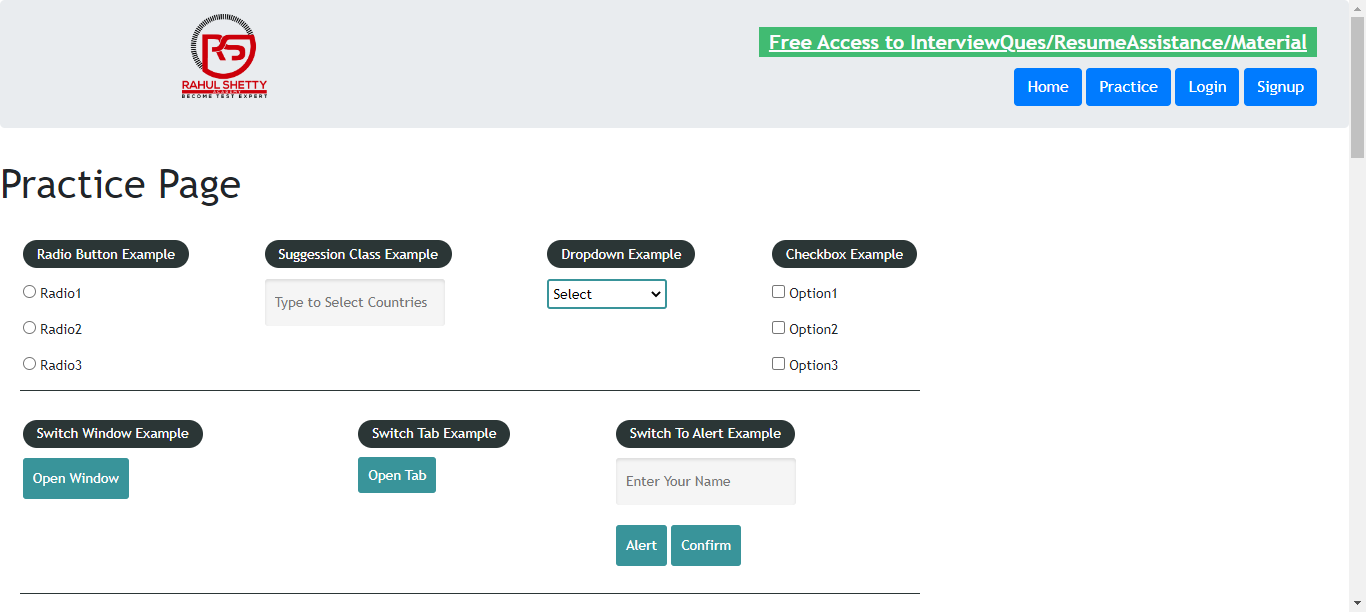 RS
RAHUL SHETTY
ACADEMY
BECOME TEST EXPERT
Free Access to InterviewQues/ResumeAssistance/Material
Home Practice Login Signup
Practice Page
Radio Button Example
Radio1
Radio2
Radio3
Suggession Class Example
Type to Select Countries
Dropdown Example
Select
Checkbox Example
Option1
Option2
Option3
Switch Window Example
Open Window
Switch Tab Example
Open Tab
Switch To Alert Example
Enter Your Name
Alert Confirm